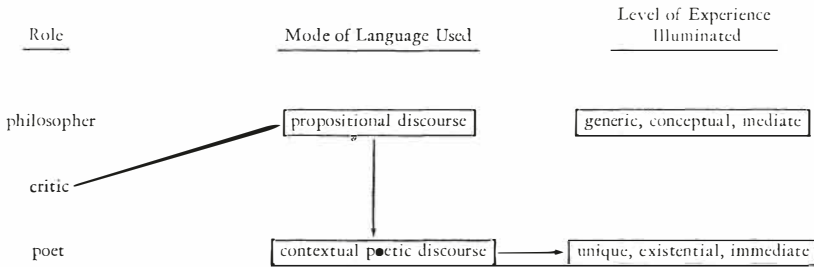 Level of Experience
Role Mode of Language Used Illuminated
philosopher propositional discourse generic, conceptual, mediate
critic
poet contextual poetic discourse unique, existential, immediate